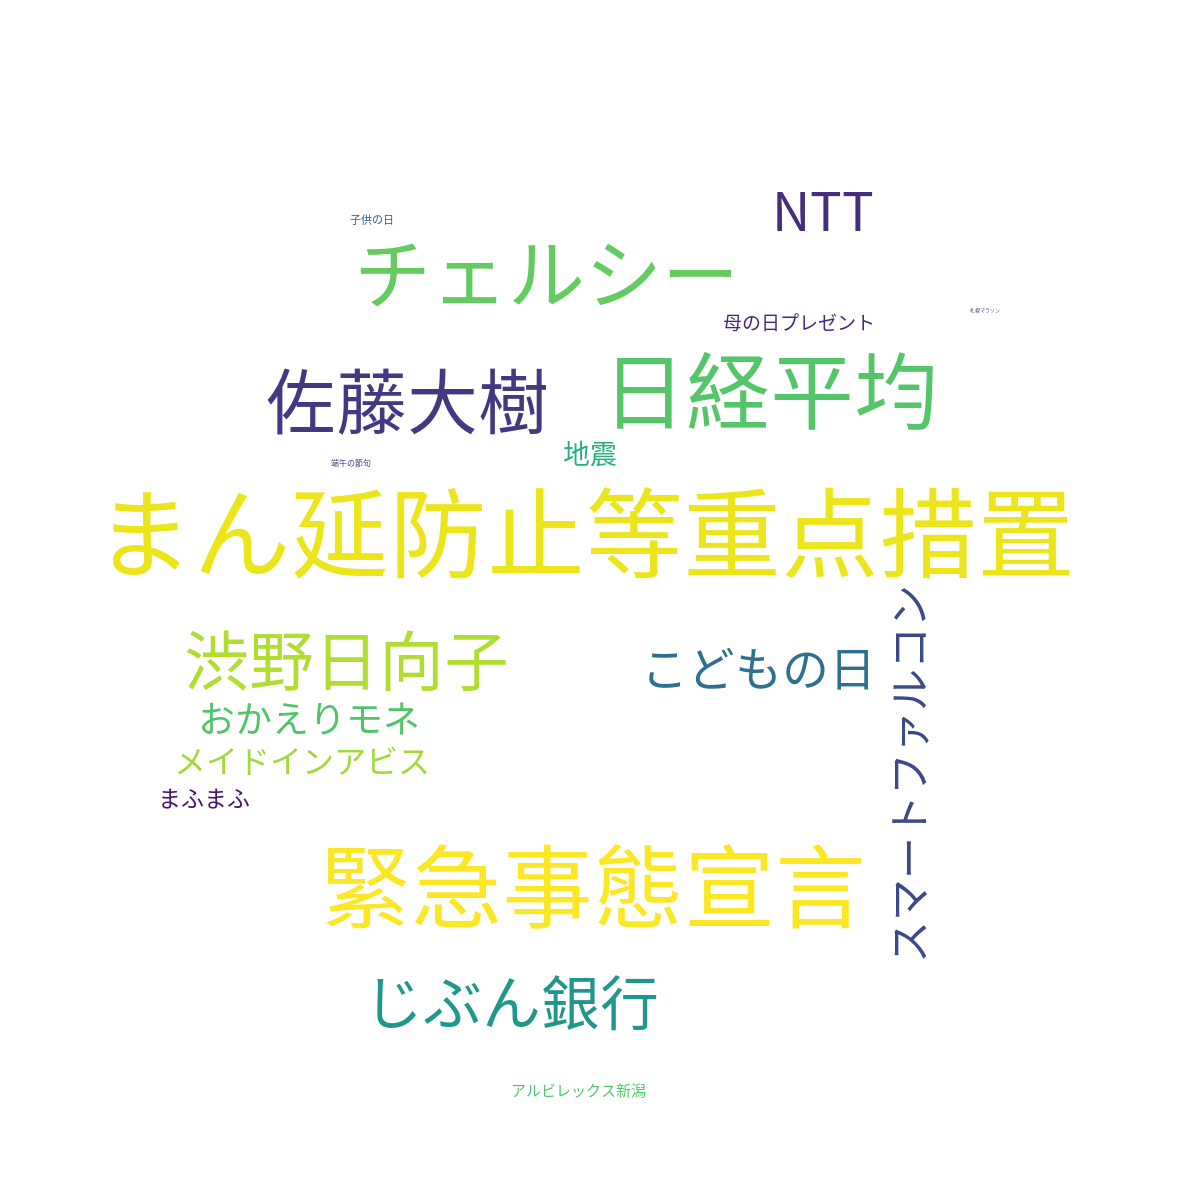 NTT
子供の日
チェルシー
札幌マラソン
母の日プレゼント
日経平均
佐藤大樹
地震
端午の節句
まん延防止等重点措置
スマートファルコン
渋野日向子
こどもの日
おかえりモネ
メイドインアビス
まふまふ
緊急事態宣言
じぶん銀行
アルビレックス新潟